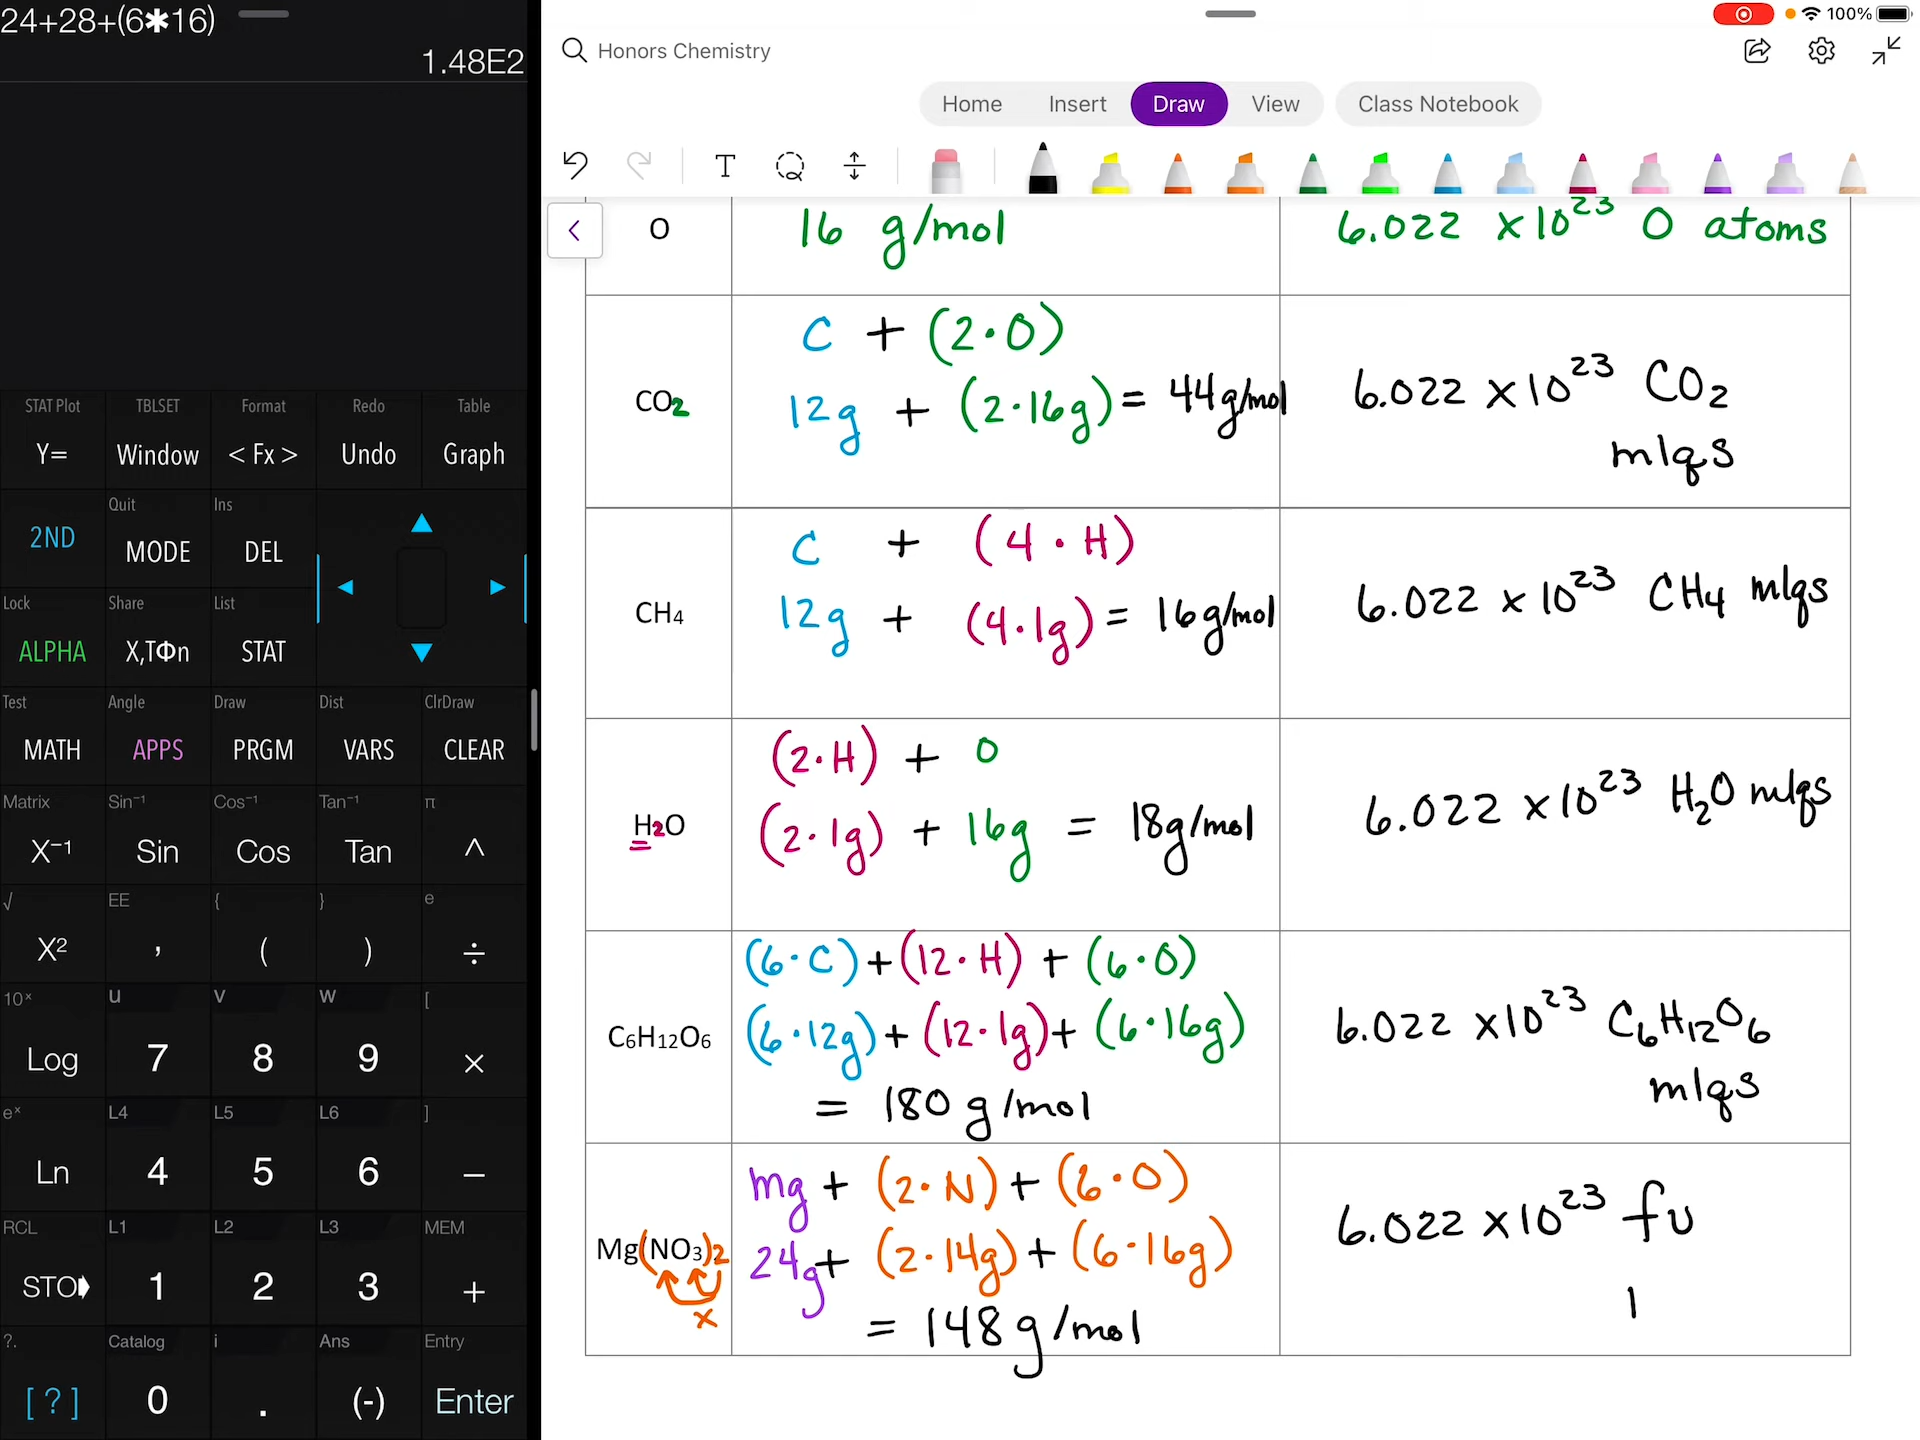 24+28+(6✱16)
1.48E2
STAT Plot TBLSET Format Redo Table
Y= Window < Fx > Undo Graph
Quit Ins
2ND MODE DEL
Lock Share List
ALPHA X,TΦn STAT
Test Angle Draw Dist ClrDraw
MATH APPS PRGM VARS CLEAR
Matrix Sin⁻¹ Cos⁻¹ Tan⁻¹ π
X⁻¹ Sin Cos Tan ^
√ EE { } e
X² , ( ) ÷
10ˣ u v w [
Log 7 8 9 ×
eˣ L4 L5 L6 ]
Ln 4 5 6 −
RCL L1 L2 L3 MEM
STO 1 2 3 +
?. Catalog i Ans Entry
[ ? ] 0 . (-) Enter
100%
Honors Chemistry
Home Insert Draw View Class Notebook
T
O 16 g/mol 6.022 x10²³ O atoms
C + (2·O)
CO₂ 12g + (2·16g) = 44g/mol 6.022 x10²³ CO₂
mlqs
C + (4·H)
CH₄ 12g + (4·1g) = 16g/mol 6.022 x10²³ CH₄ mlqs
(2·H) + O
H₂O (2·1g) + 16g = 18g/mol 6.022 x10²³ H₂O mlqs
(6·C)+(12·H) + (6·O)
C₆H₁₂O₆ (6·12g)+(12·1g)+(6·16g) 6.022 x10²³ C₆H₁₂O₆
= 180 g/mol mlqs
mg + (2·N)+(6·O)
Mg(NO₃)₂ 24g+ (2·14g)+(6·16g) 6.022 x10²³ fu
x
= 148g/mol 1